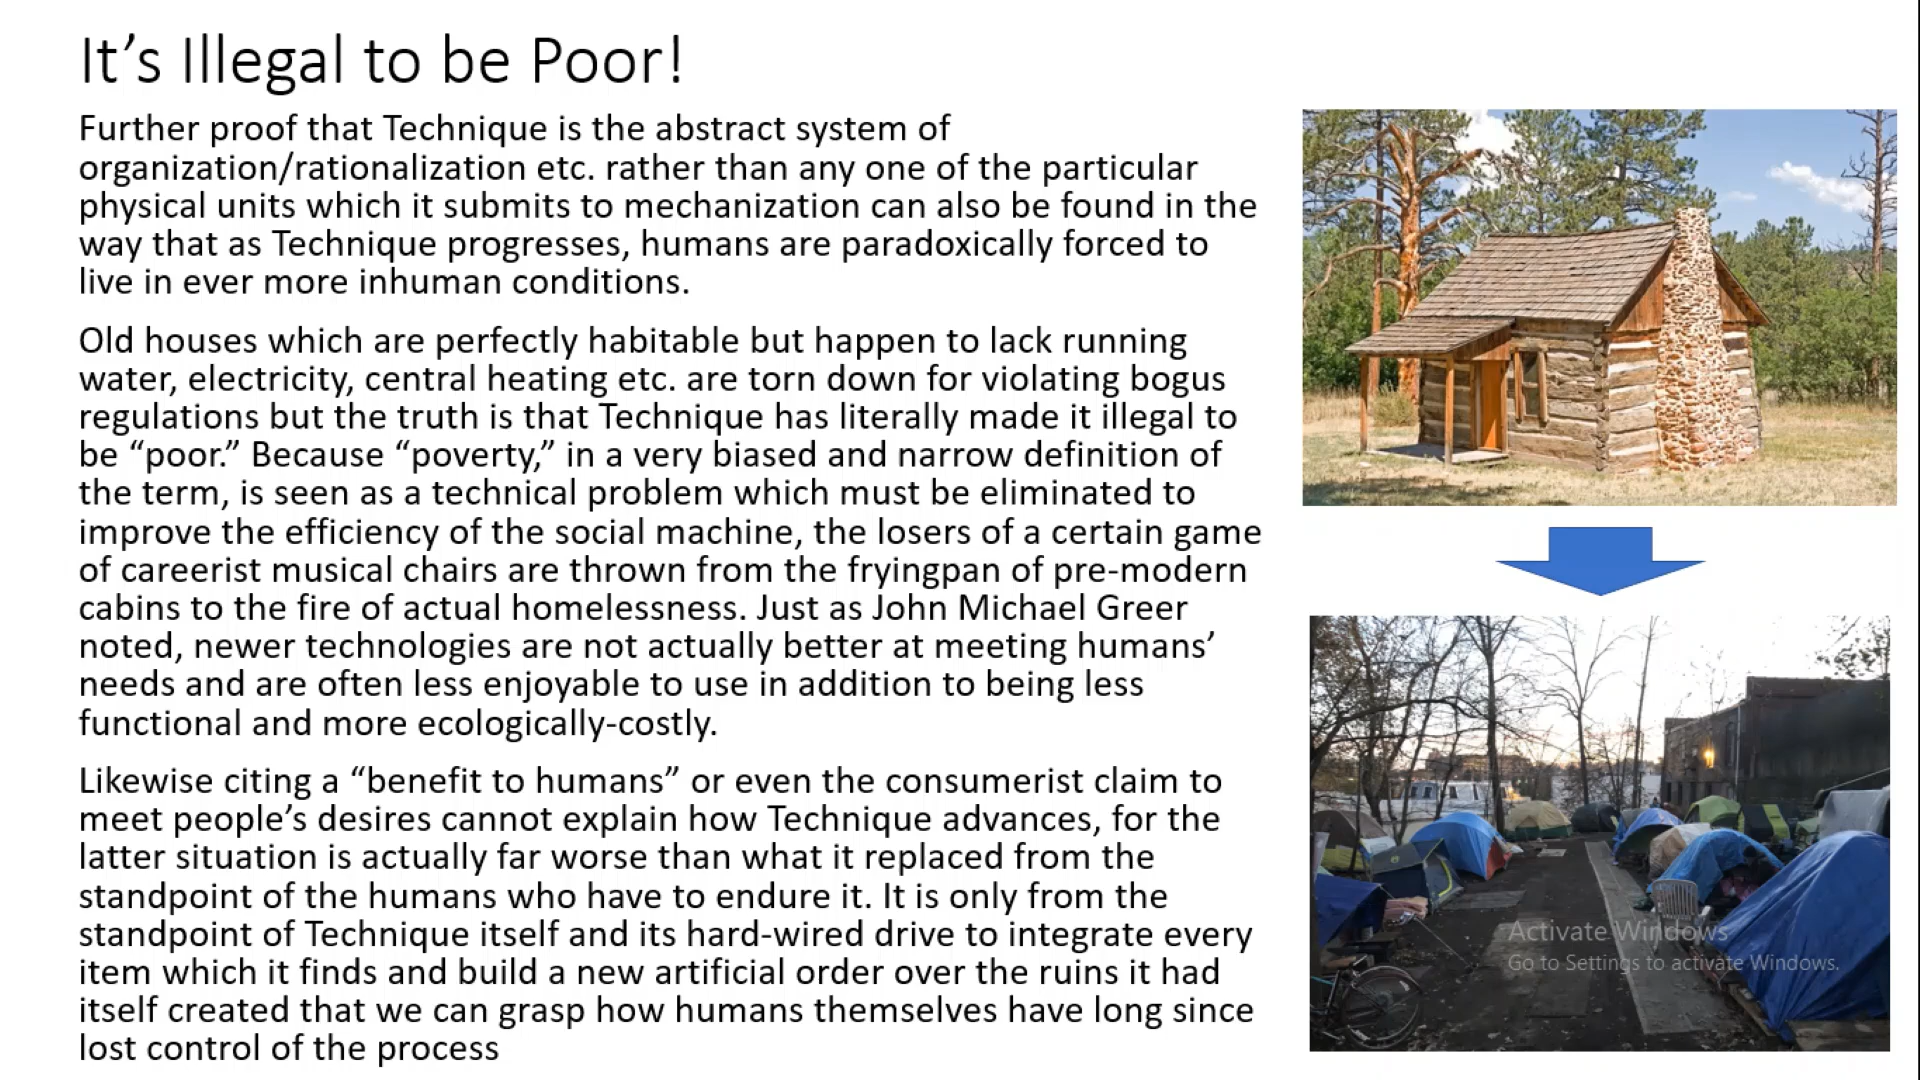 It’s Illegal to be Poor!
Further proof that Technique is the abstract system of
organization/rationalization etc. rather than any one of the particular
physical units which it submits to mechanization can also be found in the
way that as Technique progresses, humans are paradoxically forced to
live in ever more inhuman conditions.
Old houses which are perfectly habitable but happen to lack running
water, electricity, central heating etc. are torn down for violating bogus
regulations but the truth is that Technique has literally made it illegal to
be “poor.” Because “poverty,” in a very biased and narrow definition of
the term, is seen as a technical problem which must be eliminated to
improve the efficiency of the social machine, the losers of a certain game
of careerist musical chairs are thrown from the fryingpan of pre-modern
cabins to the fire of actual homelessness. Just as John Michael Greer
noted, newer technologies are not actually better at meeting humans’
needs and are often less enjoyable to use in addition to being less
functional and more ecologically-costly.
Likewise citing a “benefit to humans” or even the consumerist claim to
meet people’s desires cannot explain how Technique advances, for the
latter situation is actually far worse than what it replaced from the
standpoint of the humans who have to endure it. It is only from the
standpoint of Technique itself and its hard-wired drive to integrate every
item which it finds and build a new artificial order over the ruins it had
itself created that we can grasp how humans themselves have long since
lost control of the process
Activate Windows
Go to Settings to activate Windows.